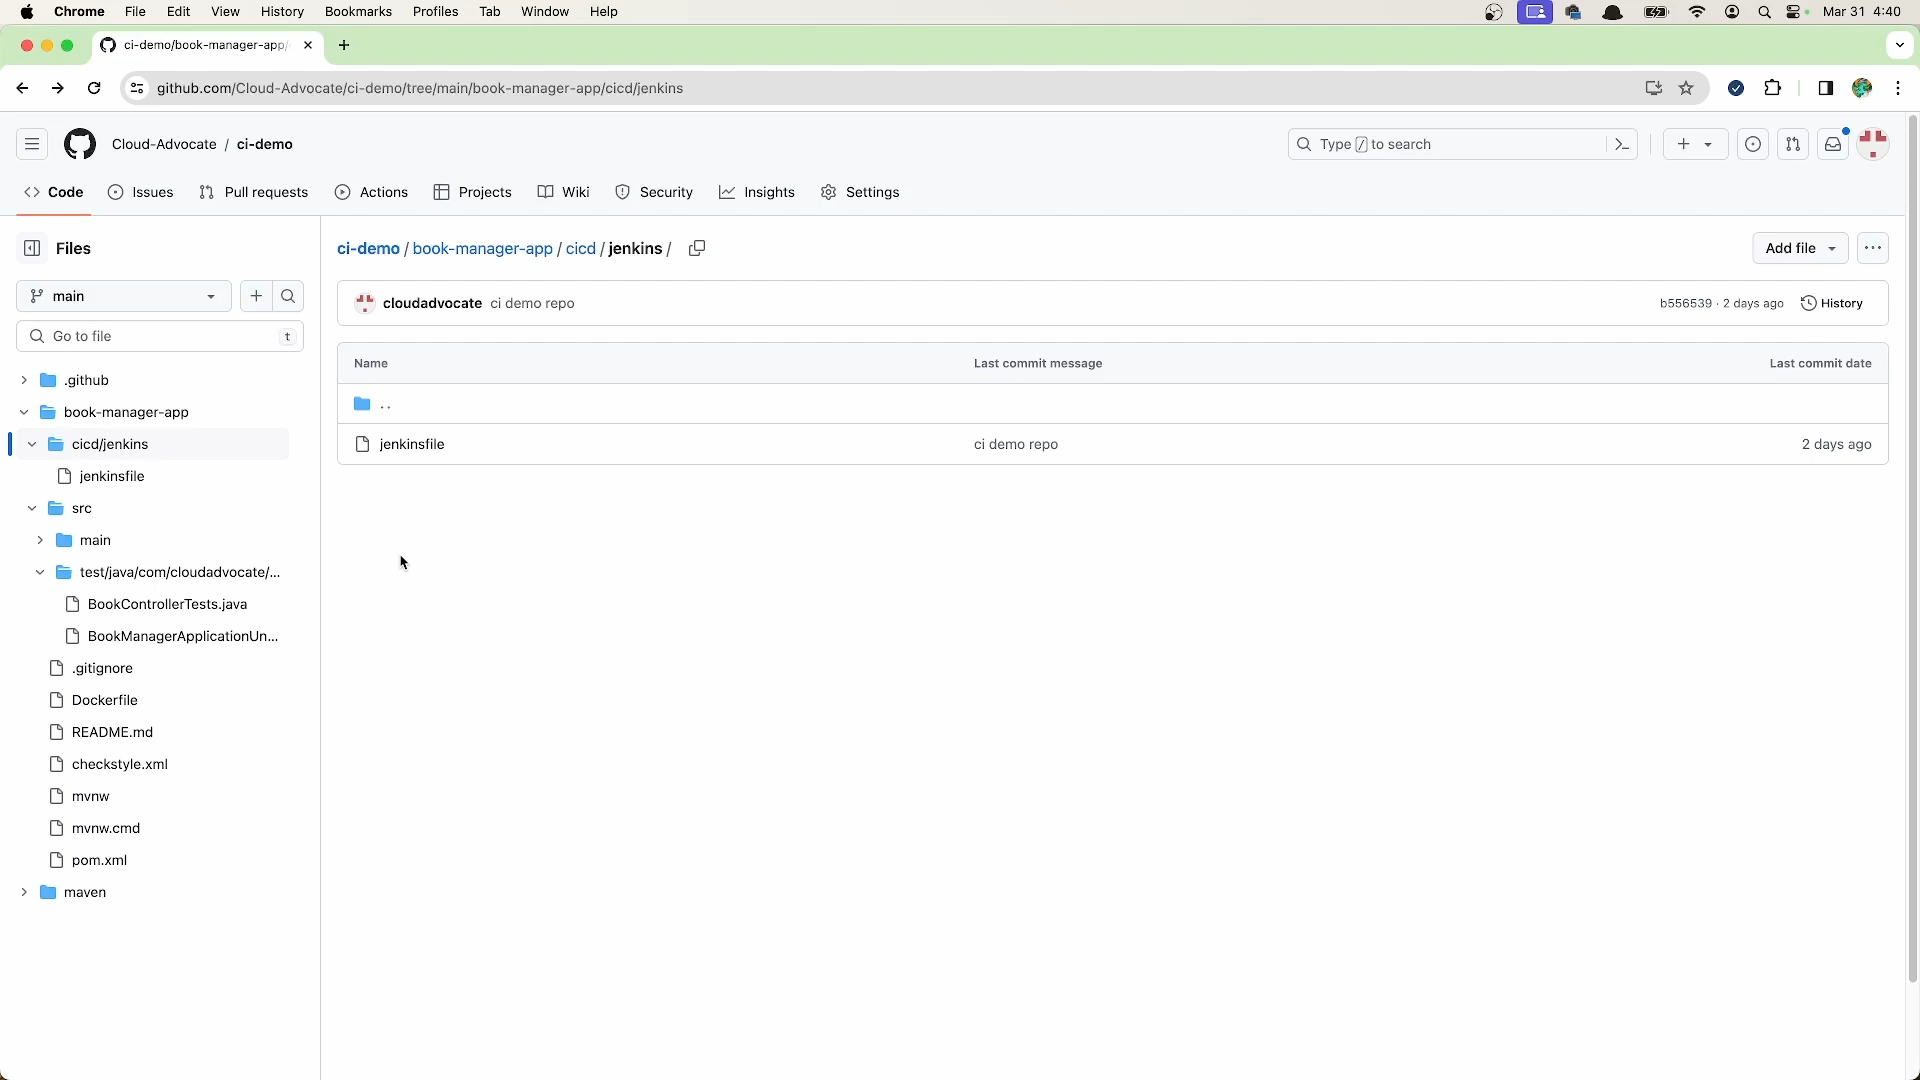 Chrome File Edit View History Bookmarks Profiles Tab Window Help Mar 31 4:40
ci-demo/book-manager-app/
github.com/Cloud-Advocate/ci-demo/tree/main/book-manager-app/cicd/jenkins
Cloud-Advocate / ci-demo
Type / to search
Code Issues Pull requests Actions Projects Wiki Security Insights Settings
Files
main
Go to file t
.github
book-manager-app
cicd/jenkins
jenkinsfile
src
main
test/java/com/cloudadvocate/...
BookControllerTests.java
BookManagerApplicationUn...
.gitignore
Dockerfile
README.md
checkstyle.xml
mvnw
mvnw.cmd
pom.xml
maven
ci-demo / book-manager-app / cicd / jenkins /
Add file
cloudadvocate ci demo repo
b556539 · 2 days ago History
Name Last commit message Last commit date
..
jenkinsfile ci demo repo 2 days ago